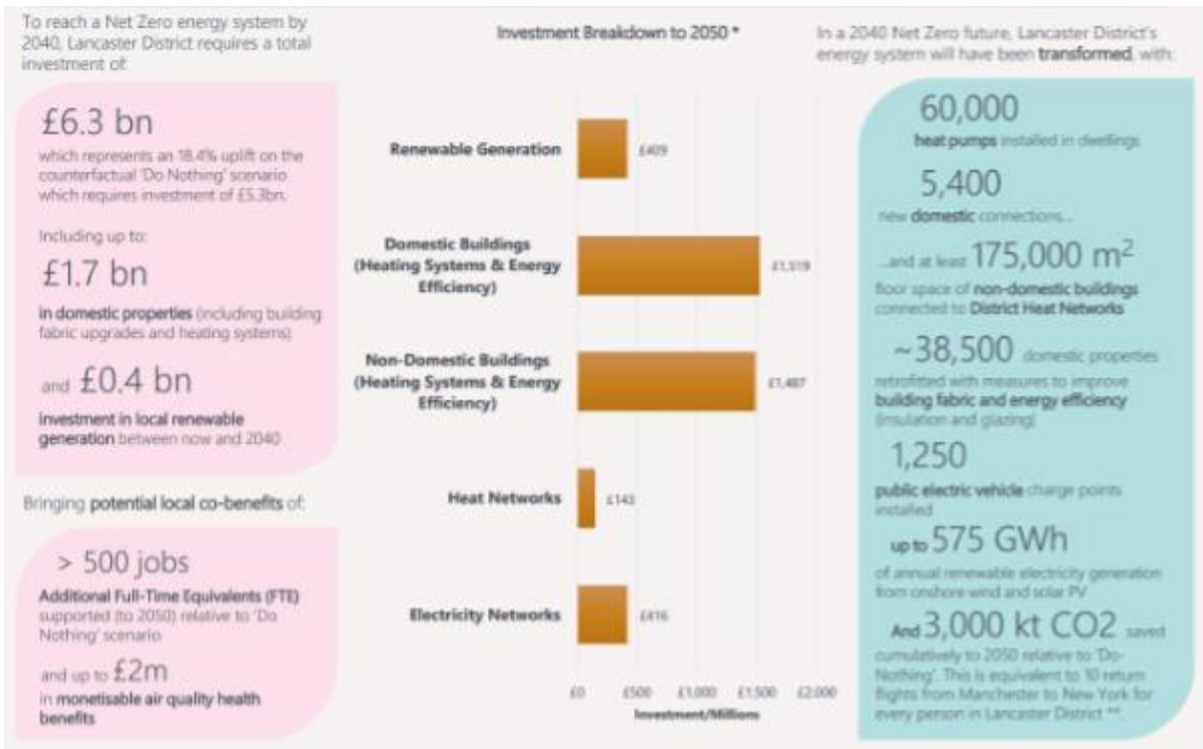 To reach a Net Zero energy system by
2040, Lancaster District requires a total
investment of:
£6.3 bn
which represents an 18.4% uplift on the
counterfactual 'Do Nothing' scenario
which requires investment of £5.3bn.
Including up to:
£1.7 bn
in domestic properties (including building
fabric upgrades and heating systems)
and £0.4 bn
investment in local renewable
generation between now and 2040
Bringing potential local co-benefits of:
> 500 jobs
Additional Full-Time Equivalents (FTE)
supported (to 2050) relative to 'Do
Nothing' scenario
and up to £2m
in monetisable air quality health
benefits
Investment Breakdown to 2050 *
Renewable Generation
£409
Domestic Buildings
(Heating Systems & Energy
Efficiency)
£1,519
Non-Domestic Buildings
(Heating Systems & Energy
Efficiency)
£1,487
Heat Networks
£143
Electricity Networks
£416
£0 £500 £1,000 £1,500 £2,000
Investment/Millions
In a 2040 Net Zero future, Lancaster District's
energy system will have been transformed, with:
60,000
heat pumps installed in dwellings
5,400
new domestic connections...
...and at least 175,000 m²
floor space of non-domestic buildings
connected to District Heat Networks
~38,500 domestic properties
retrofitted with measures to improve
building fabric and energy efficiency
(insulation and glazing)
1,250
public electric vehicle charge points
installed
up to 575 GWh
of annual renewable electricity generation
from onshore wind and solar PV
And 3,000 kt CO2 saved
cumulatively to 2050 relative to 'Do-
Nothing'. This is equivalent to 10 return
flights from Manchester to New York for
every person in Lancaster District **.